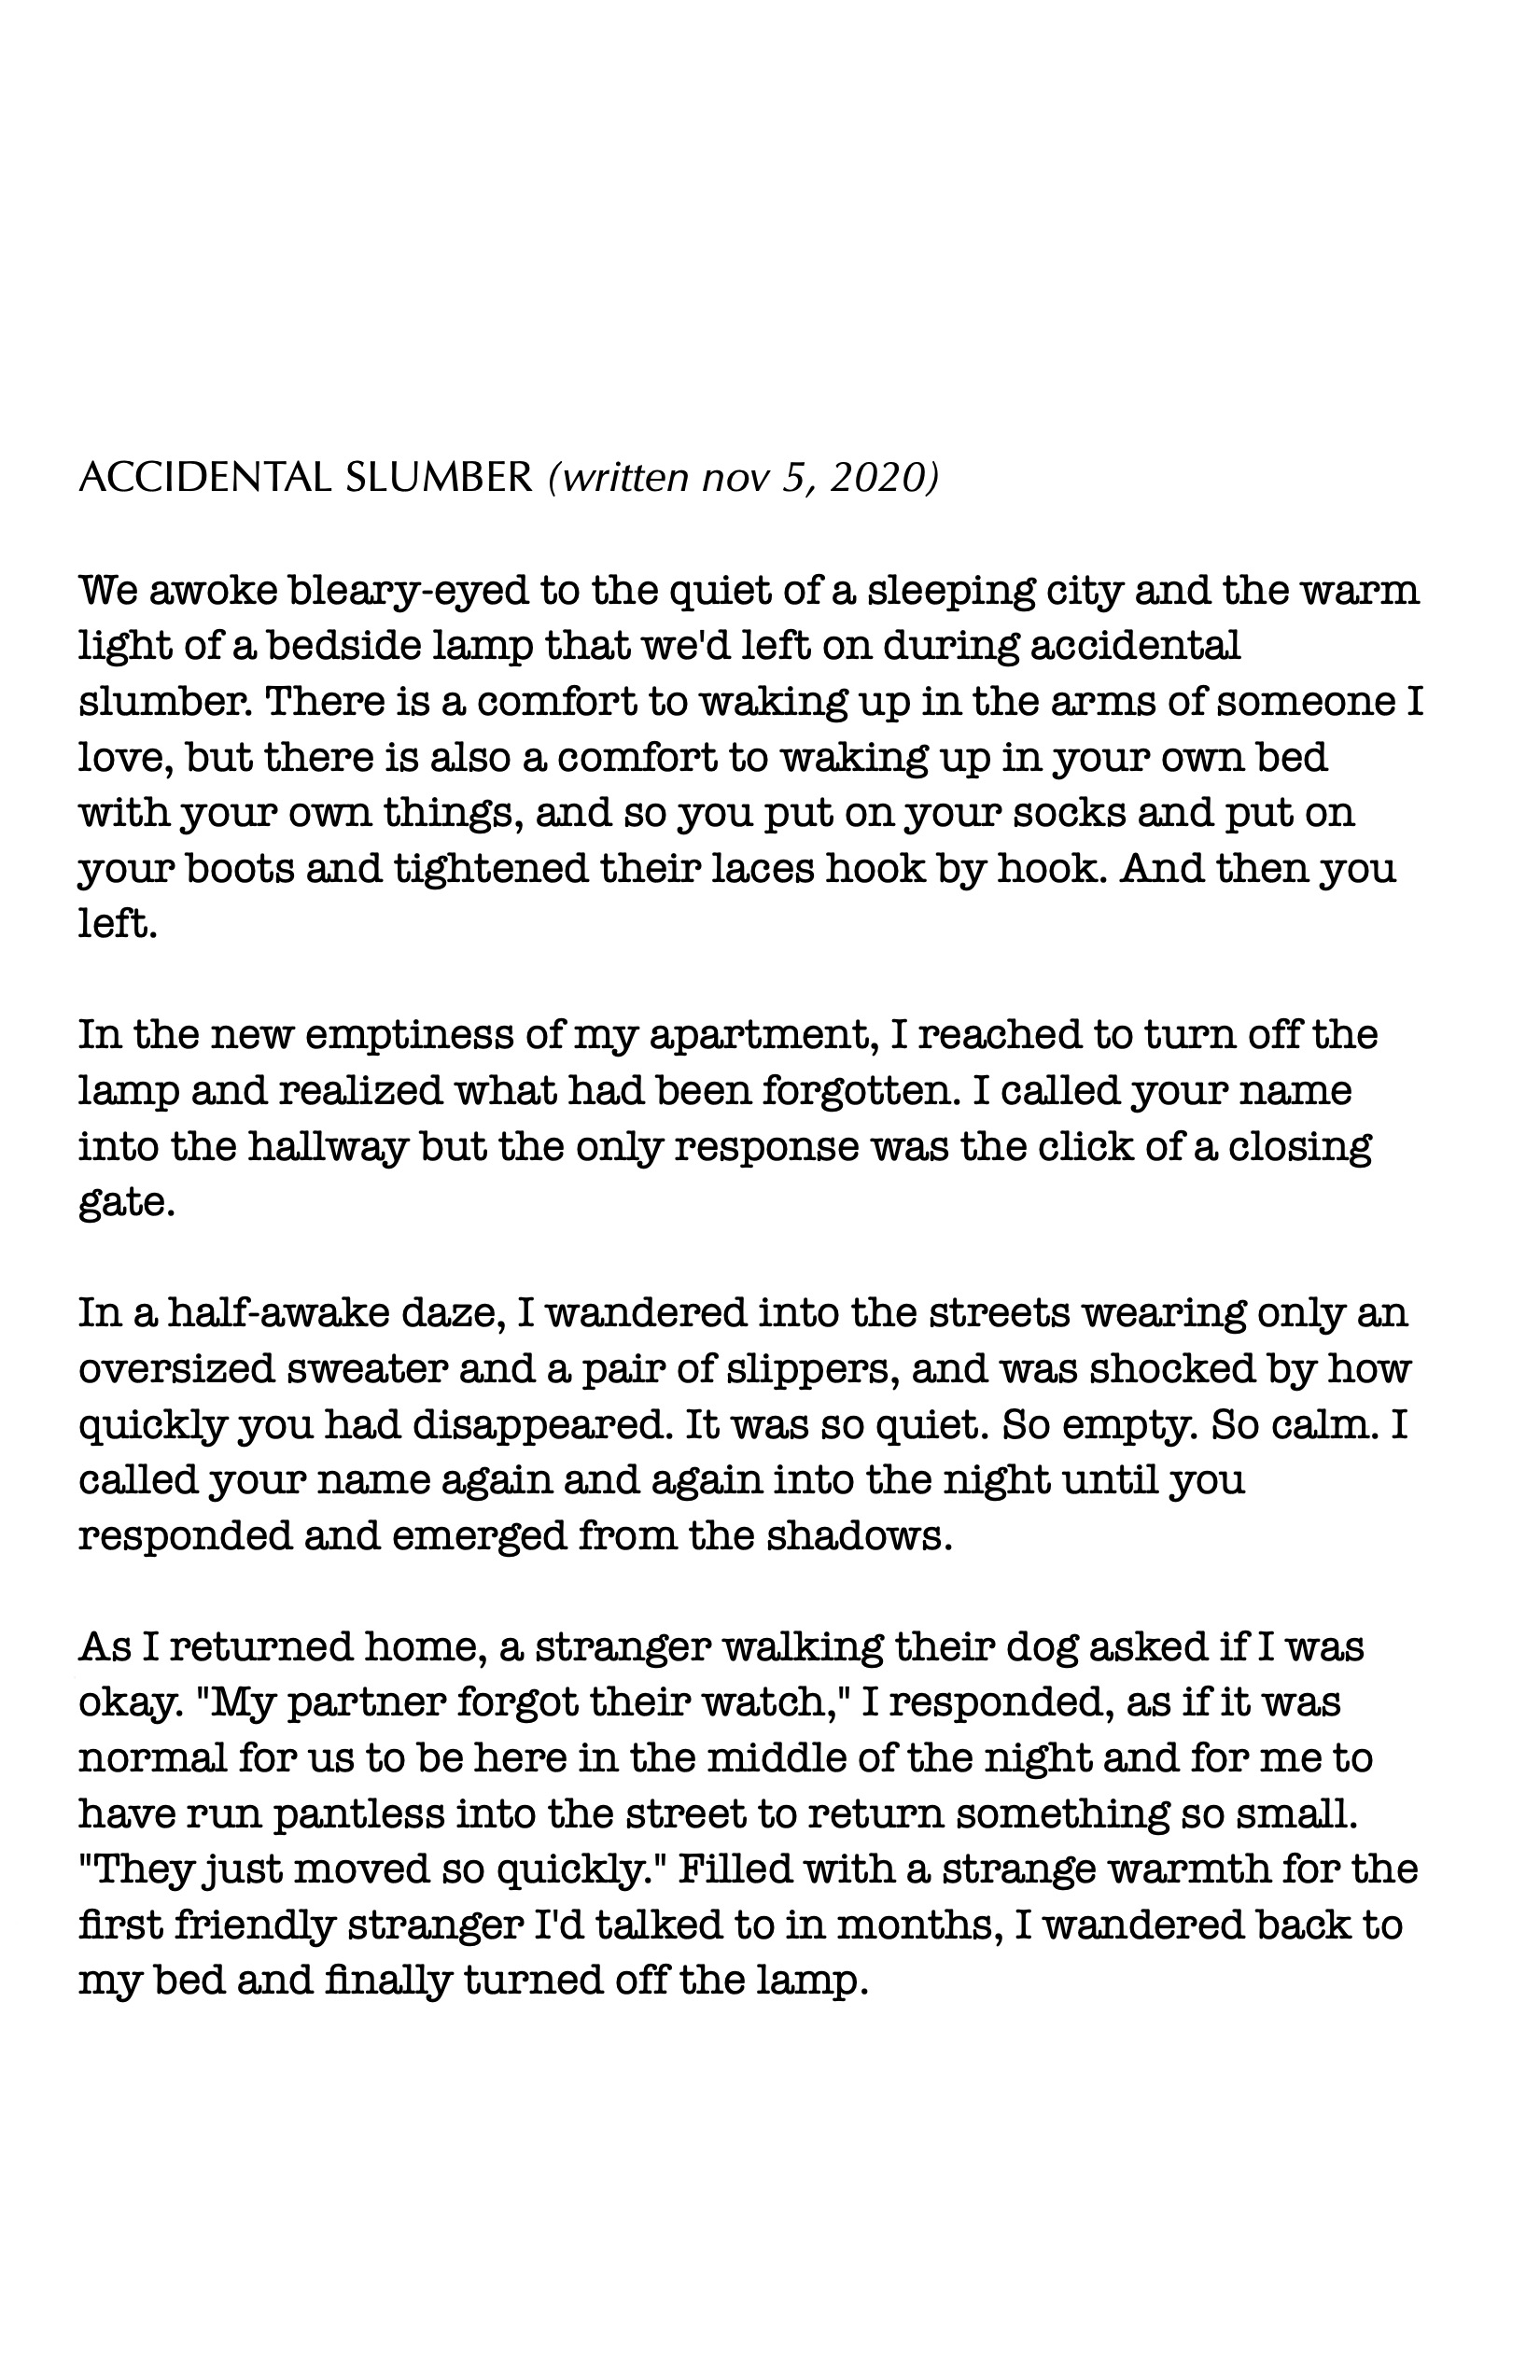 ACCIDENTAL SLUMBER (written nov 5, 2020)
We awoke bleary-eyed to the quiet of a sleeping city and the warm
light of a bedside lamp that we'd left on during accidental
slumber. There is a comfort to waking up in the arms of someone I
love, but there is also a comfort to waking up in your own bed
with your own things, and so you put on your socks and put on
your boots and tightened their laces hook by hook. And then you
left.
In the new emptiness of my apartment, I reached to turn off the
lamp and realized what had been forgotten. I called your name
into the hallway but the only response was the click of a closing
gate.
In a half-awake daze, I wandered into the streets wearing only an
oversized sweater and a pair of slippers, and was shocked by how
quickly you had disappeared. It was so quiet. So empty. So calm. I
called your name again and again into the night until you
responded and emerged from the shadows.
As I returned home, a stranger walking their dog asked if I was
okay. "My partner forgot their watch," I responded, as if it was
normal for us to be here in the middle of the night and for me to
have run pantless into the street to return something so small.
"They just moved so quickly." Filled with a strange warmth for the
first friendly stranger I'd talked to in months, I wandered back to
my bed and finally turned off the lamp.